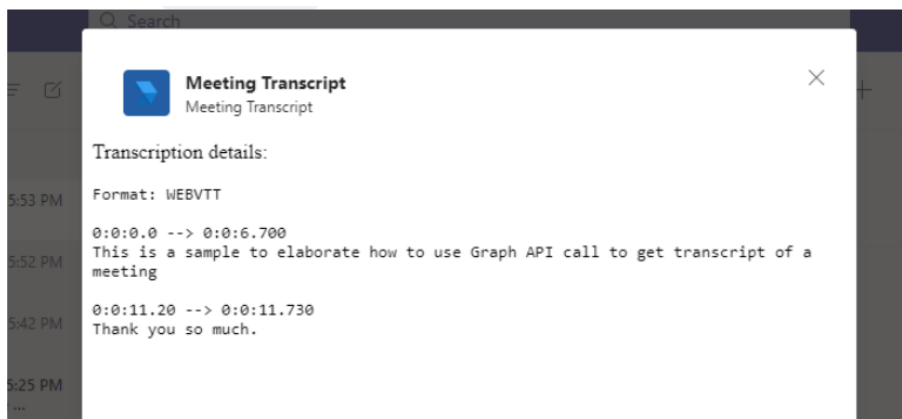 Search
Meeting Transcript
Meeting Transcript
Transcription details:
Format: WEBVTT
0:0:0.0 --> 0:0:6.700
This is a sample to elaborate how to use Graph API call to get transcript of a
meeting
0:0:11.20 --> 0:0:11.730
Thank you so much.
5:53 PM
5:52 PM
5:42 PM
5:25 PM
...